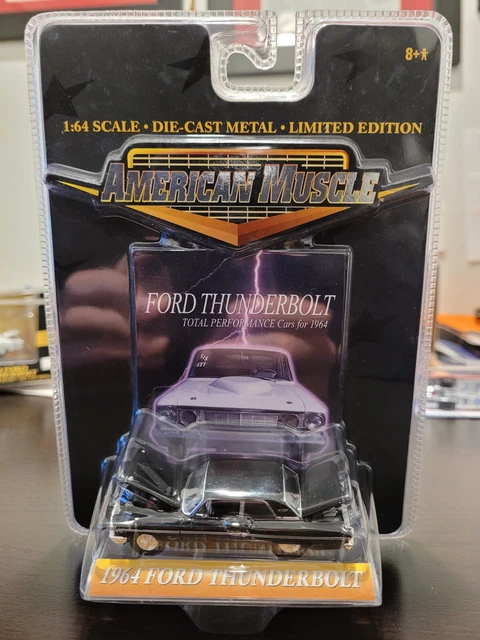 8+
1:64 SCALE • DIE-CAST METAL • LIMITED EDITION
AMERICAN MUSCLE
FORD THUNDERBOLT
TOTAL PERFORMANCE Cars for 1964
1964 FORD THUNDERBOLT